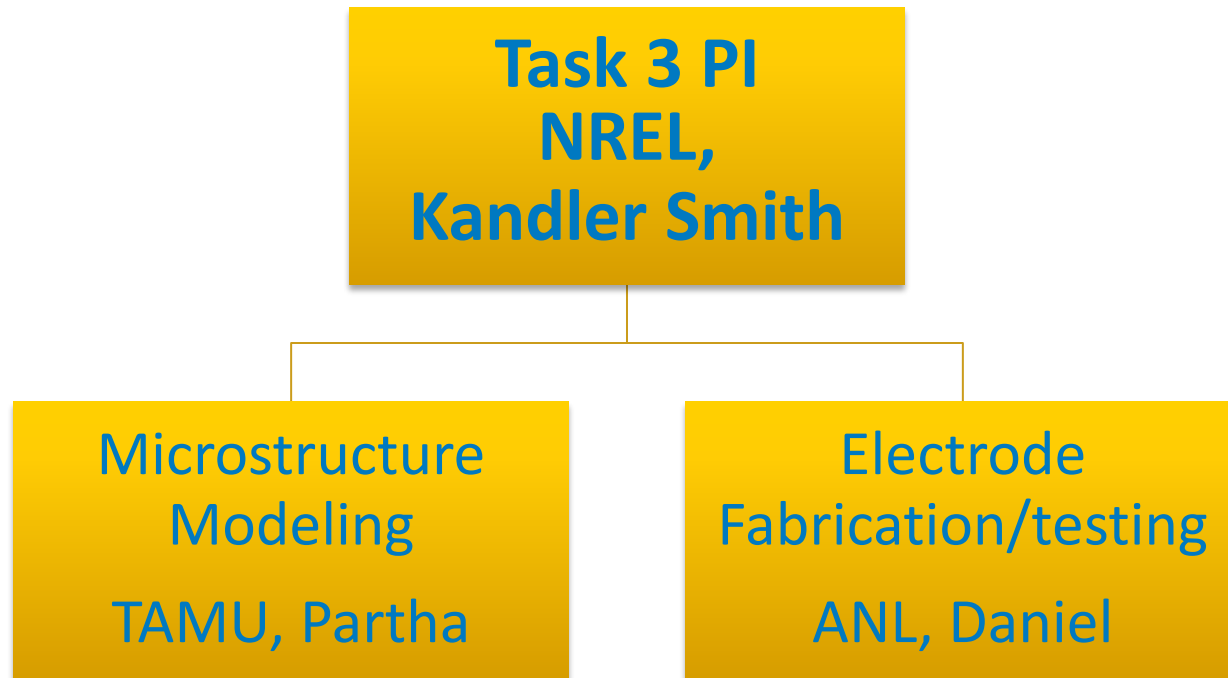 Task 3 PI
NREL,
Kandler Smith
Microstructure
Modeling
TAMU, Partha
Electrode
Fabrication/testing
ANL, Daniel